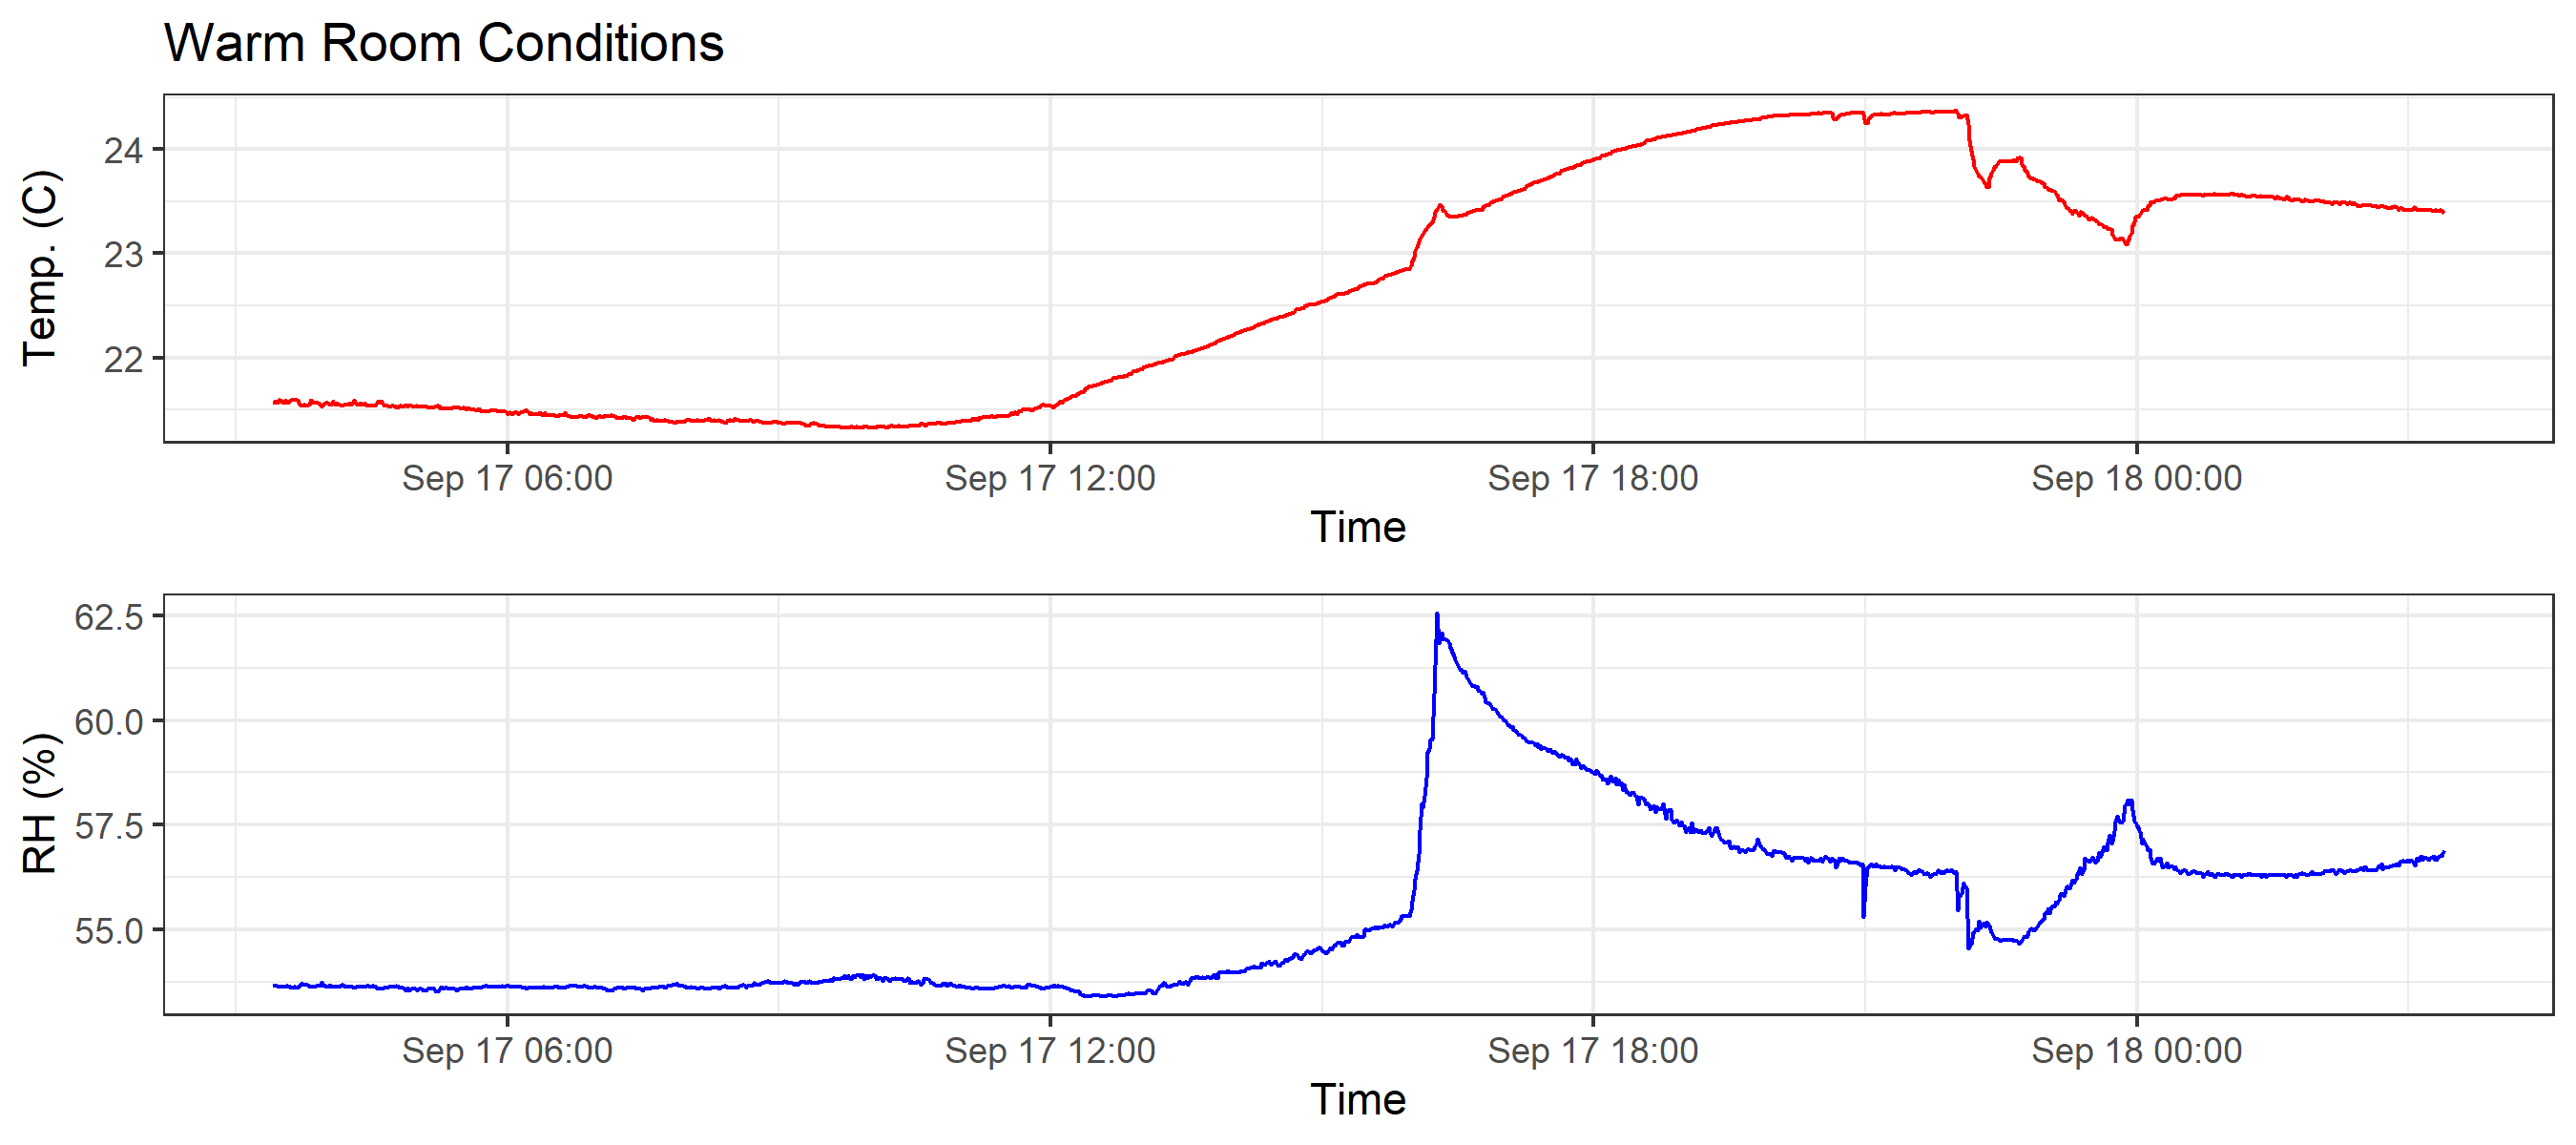 Warm Room Conditions
Temp. (C)
24
23
22
Sep 17 06:00 Sep 17 12:00 Sep 17 18:00 Sep 18 00:00
Time
RH (%)
62.5
60.0
57.5
55.0
Sep 17 06:00 Sep 17 12:00 Sep 17 18:00 Sep 18 00:00
Time